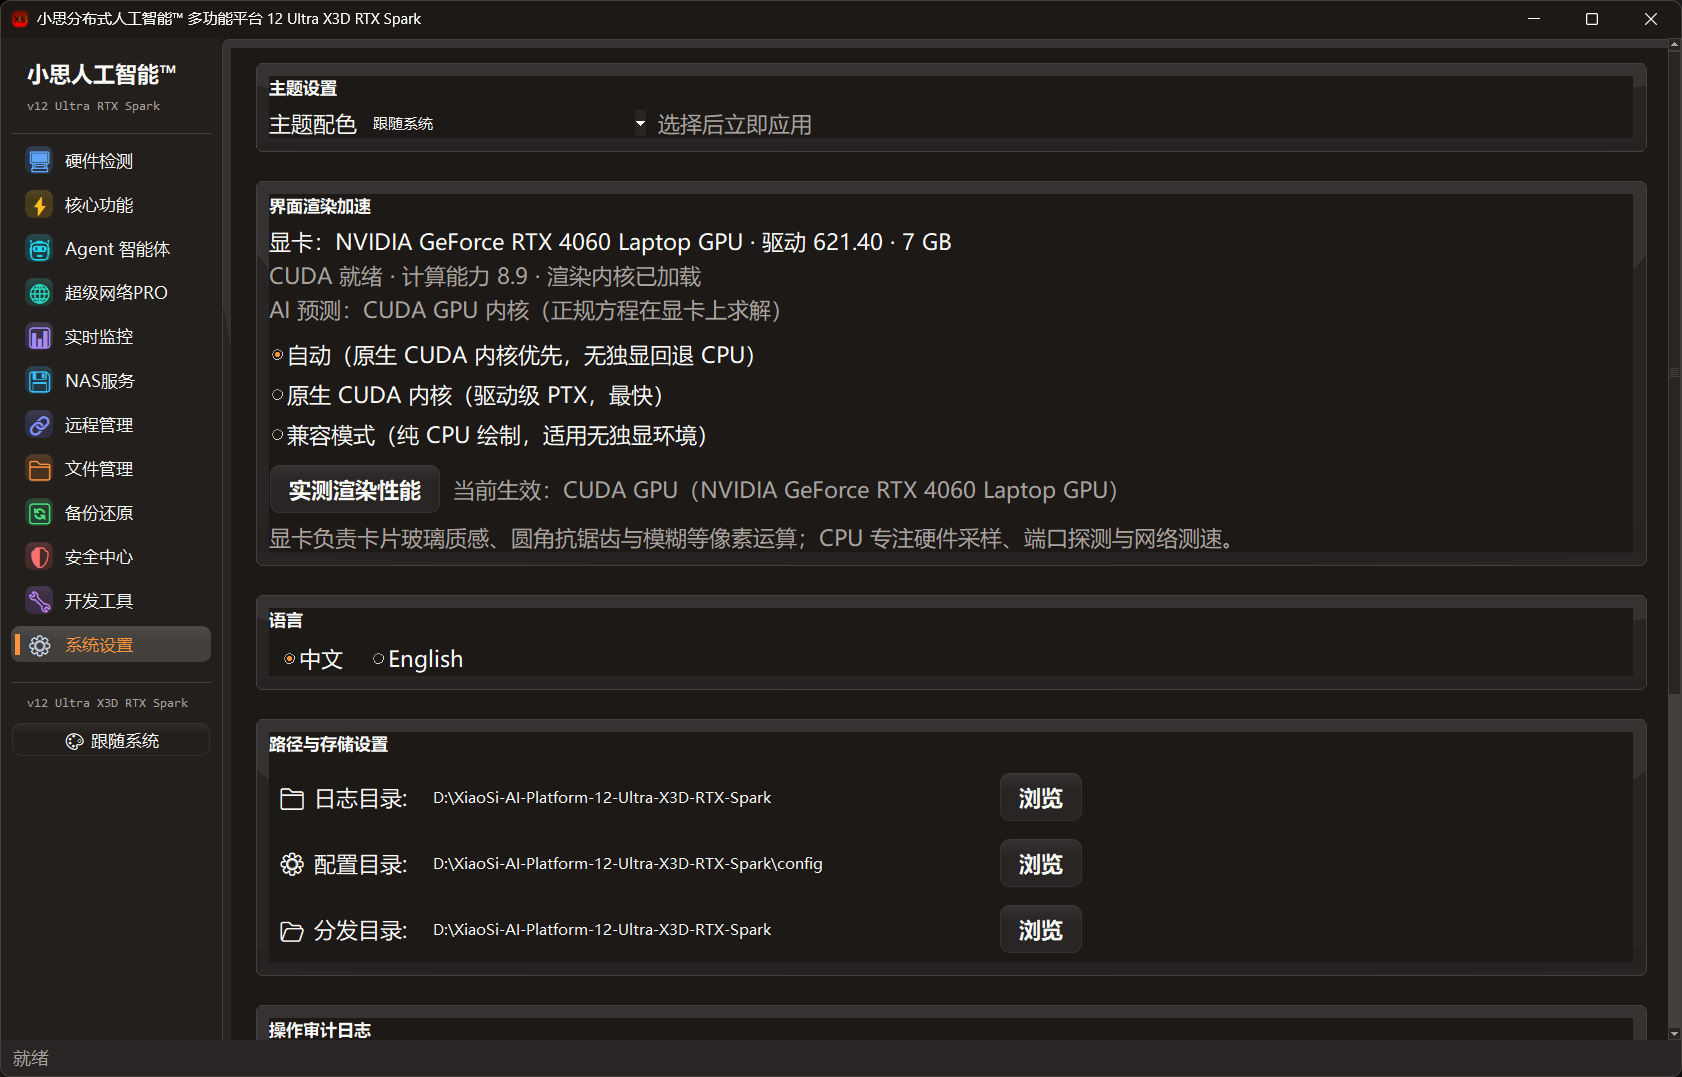 小思分布式人工智能™ 多功能平台 12 Ultra X3D RTX Spark
小思人工智能™
v12 Ultra RTX Spark
硬件检测
核心功能
Agent 智能体
超级网络PRO
实时监控
NAS服务
远程管理
文件管理
备份还原
安全中心
开发工具
系统设置
v12 Ultra X3D RTX Spark
跟随系统
主题设置
主题配色 跟随系统 选择后立即应用
界面渲染加速
显卡：NVIDIA GeForce RTX 4060 Laptop GPU · 驱动 621.40 · 7 GB
CUDA 就绪 · 计算能力 8.9 · 渲染内核已加载
AI 预测：CUDA GPU 内核（正规方程在显卡上求解）
自动（原生 CUDA 内核优先，无独显回退 CPU）
原生 CUDA 内核（驱动级 PTX，最快）
兼容模式（纯 CPU 绘制，适用无独显环境）
实测渲染性能 当前生效：CUDA GPU（NVIDIA GeForce RTX 4060 Laptop GPU）
显卡负责卡片玻璃质感、圆角抗锯齿与模糊等像素运算；CPU 专注硬件采样、端口探测与网络测速。
语言
中文 English
路径与存储设置
日志目录: D:\XiaoSi-AI-Platform-12-Ultra-X3D-RTX-Spark 浏览
配置目录: D:\XiaoSi-AI-Platform-12-Ultra-X3D-RTX-Spark\config 浏览
分发目录: D:\XiaoSi-AI-Platform-12-Ultra-X3D-RTX-Spark 浏览
操作审计日志
就绪